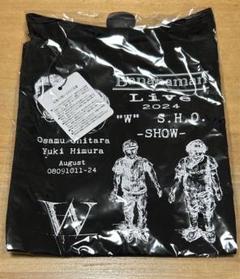 Bananaman
Live
2024
"W" S.H.O.
-SHOW-
Osamu Shitara
Yuki Himura
August
08091011-24
W